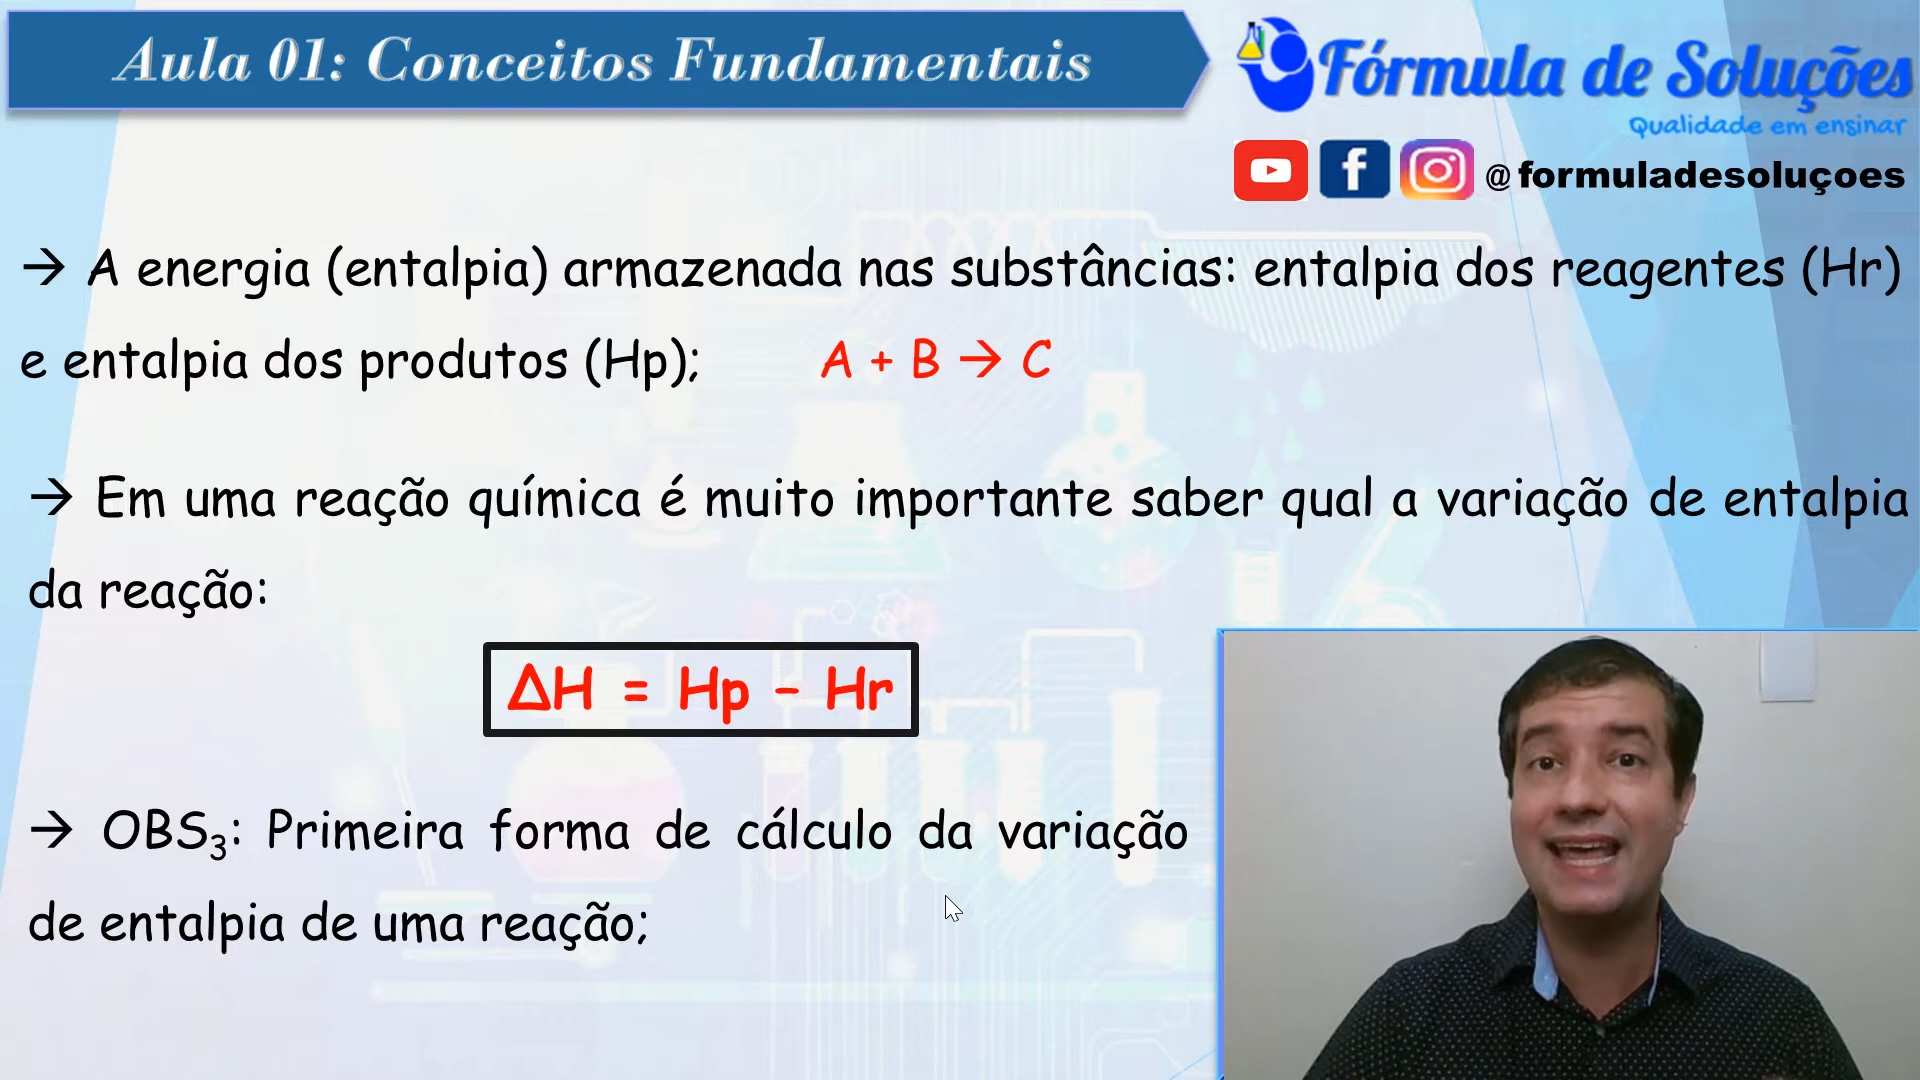 Aula 01: Conceitos Fundamentais
Fórmula de Soluções
Qualidade em ensinar
@formuladesoluçoes
→ A energia (entalpia) armazenada nas substâncias: entalpia dos reagentes (Hr)
e entalpia dos produtos (Hp); A + B → C
→ Em uma reação química é muito importante saber qual a variação de entalpia
da reação:
ΔH = Hp – Hr
→ OBS₃: Primeira forma de cálculo da variação
de entalpia de uma reação;